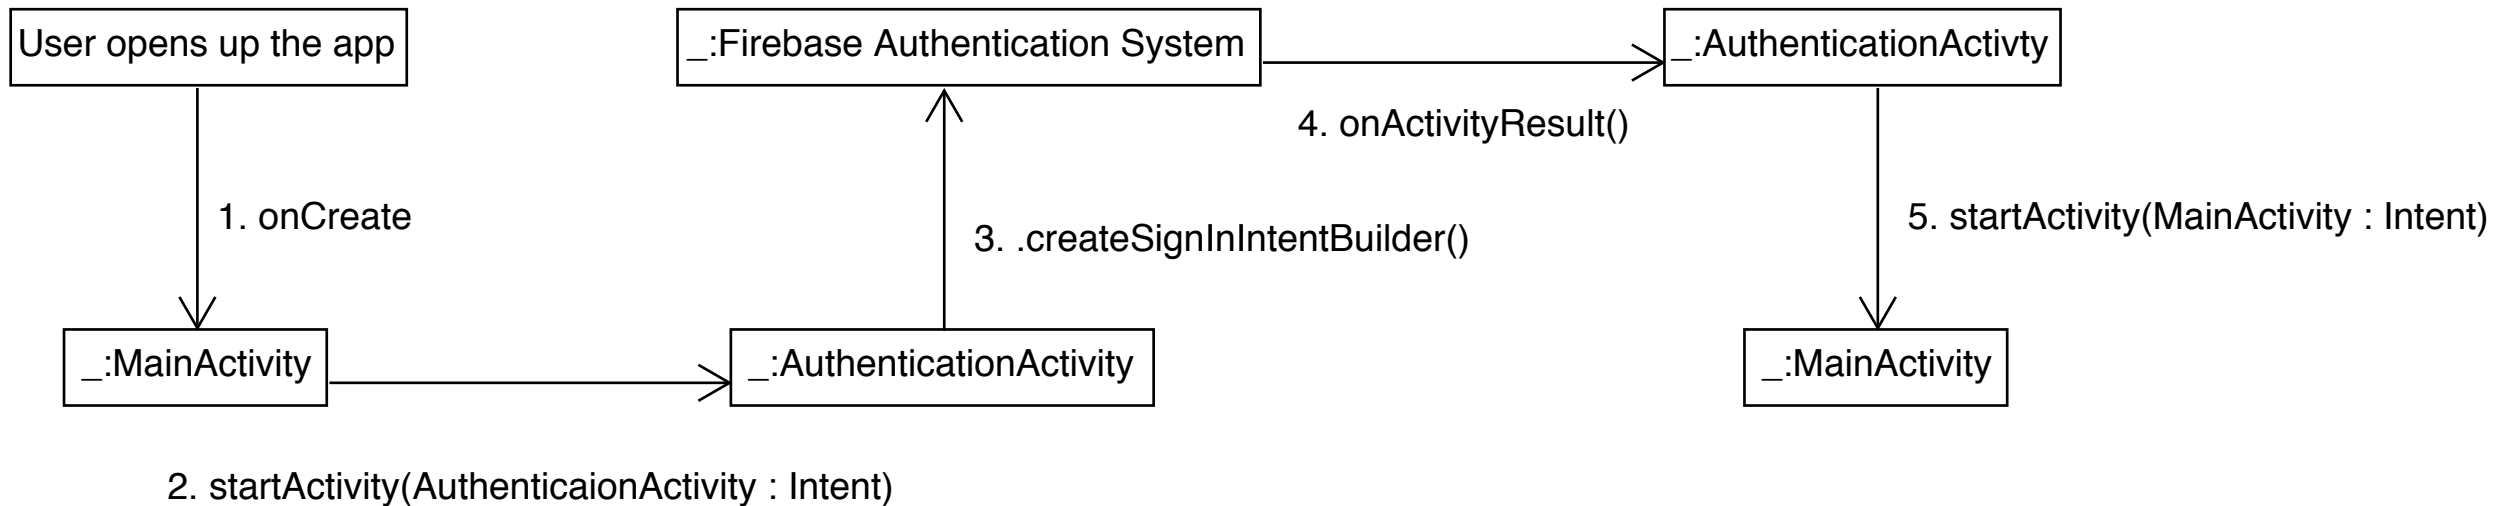 User opens up the app
_:Firebase Authentication System
_:AuthenticationActivty
4. onActivityResult()
1. onCreate
3. .createSignInIntentBuilder()
5. startActivity(MainActivity : Intent)
_:MainActivity
_:AuthenticationActivity
_:MainActivity
2. startActivity(AuthenticaionActivity : Intent)